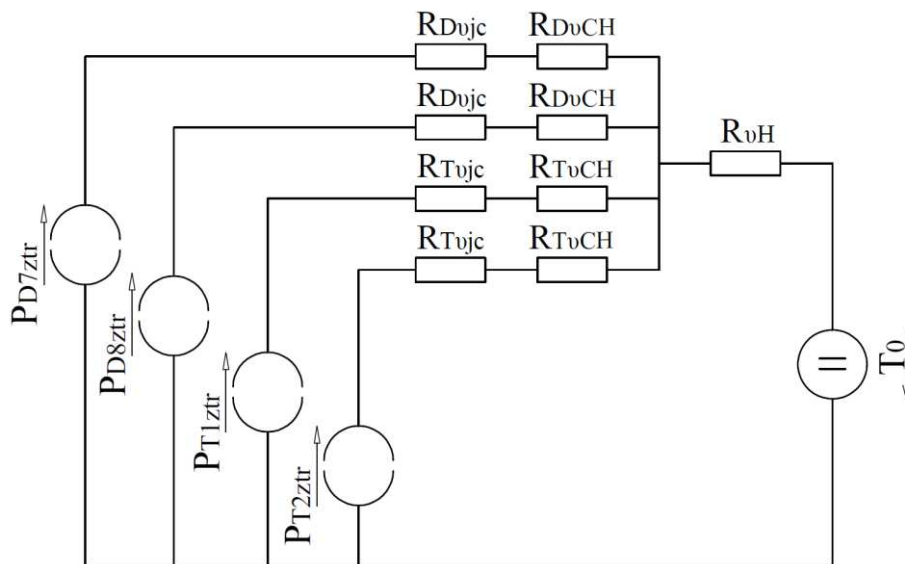 RDυjc RDυCH
RDυjc RDυCH
RυH
RTυjc RTυCH
RTυjc RTυCH
PD7ztr
PD8ztr
PT1ztr
PT2ztr
T0